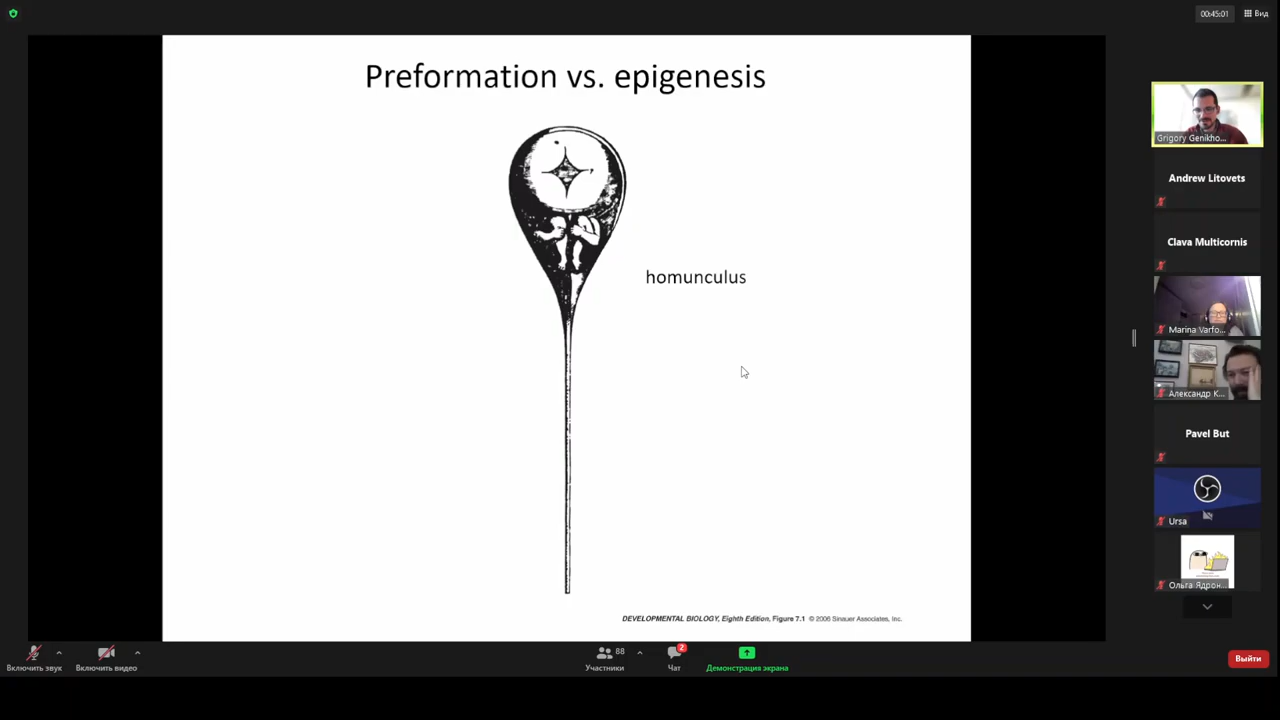 00:45:01
Вид
Preformation vs. epigenesis
homunculus
DEVELOPMENTAL BIOLOGY, Eighth Edition, Figure 7.1 © 2006 Sinauer Associates, Inc.
Grigory Genikho...
Andrew Litovets
Clava Multicornis
Marina Varfo...
Александр К...
Pavel But
Ursa
Ольга Ядрон...
Включить звук
Включить видео
88
Участники
2
Чат
Демонстрация экрана
Выйти